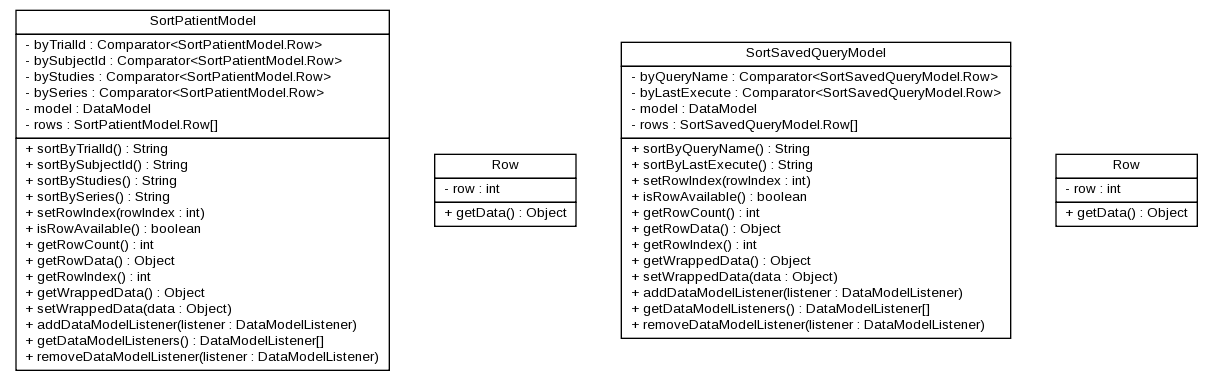 SortPatientModel
- byTrialId : Comparator<SortPatientModel.Row>
- bySubjectId : Comparator<SortPatientModel.Row>
- byStudies : Comparator<SortPatientModel.Row>
- bySeries : Comparator<SortPatientModel.Row>
- model : DataModel
- rows : SortPatientModel.Row[]
+ sortByTrialId() : String
+ sortBySubjectId() : String
+ sortByStudies() : String
+ sortBySeries() : String
+ setRowIndex(rowIndex : int)
+ isRowAvailable() : boolean
+ getRowCount() : int
+ getRowData() : Object
+ getRowIndex() : int
+ getWrappedData() : Object
+ setWrappedData(data : Object)
+ addDataModelListener(listener : DataModelListener)
+ getDataModelListeners() : DataModelListener[]
+ removeDataModelListener(listener : DataModelListener)
Row
- row : int
+ getData() : Object
SortSavedQueryModel
- byQueryName : Comparator<SortSavedQueryModel.Row>
- byLastExecute : Comparator<SortSavedQueryModel.Row>
- model : DataModel
- rows : SortSavedQueryModel.Row[]
+ sortByQueryName() : String
+ sortByLastExecute() : String
+ setRowIndex(rowIndex : int)
+ isRowAvailable() : boolean
+ getRowCount() : int
+ getRowData() : Object
+ getRowIndex() : int
+ getWrappedData() : Object
+ setWrappedData(data : Object)
+ addDataModelListener(listener : DataModelListener)
+ getDataModelListeners() : DataModelListener[]
+ removeDataModelListener(listener : DataModelListener)
Row
- row : int
+ getData() : Object